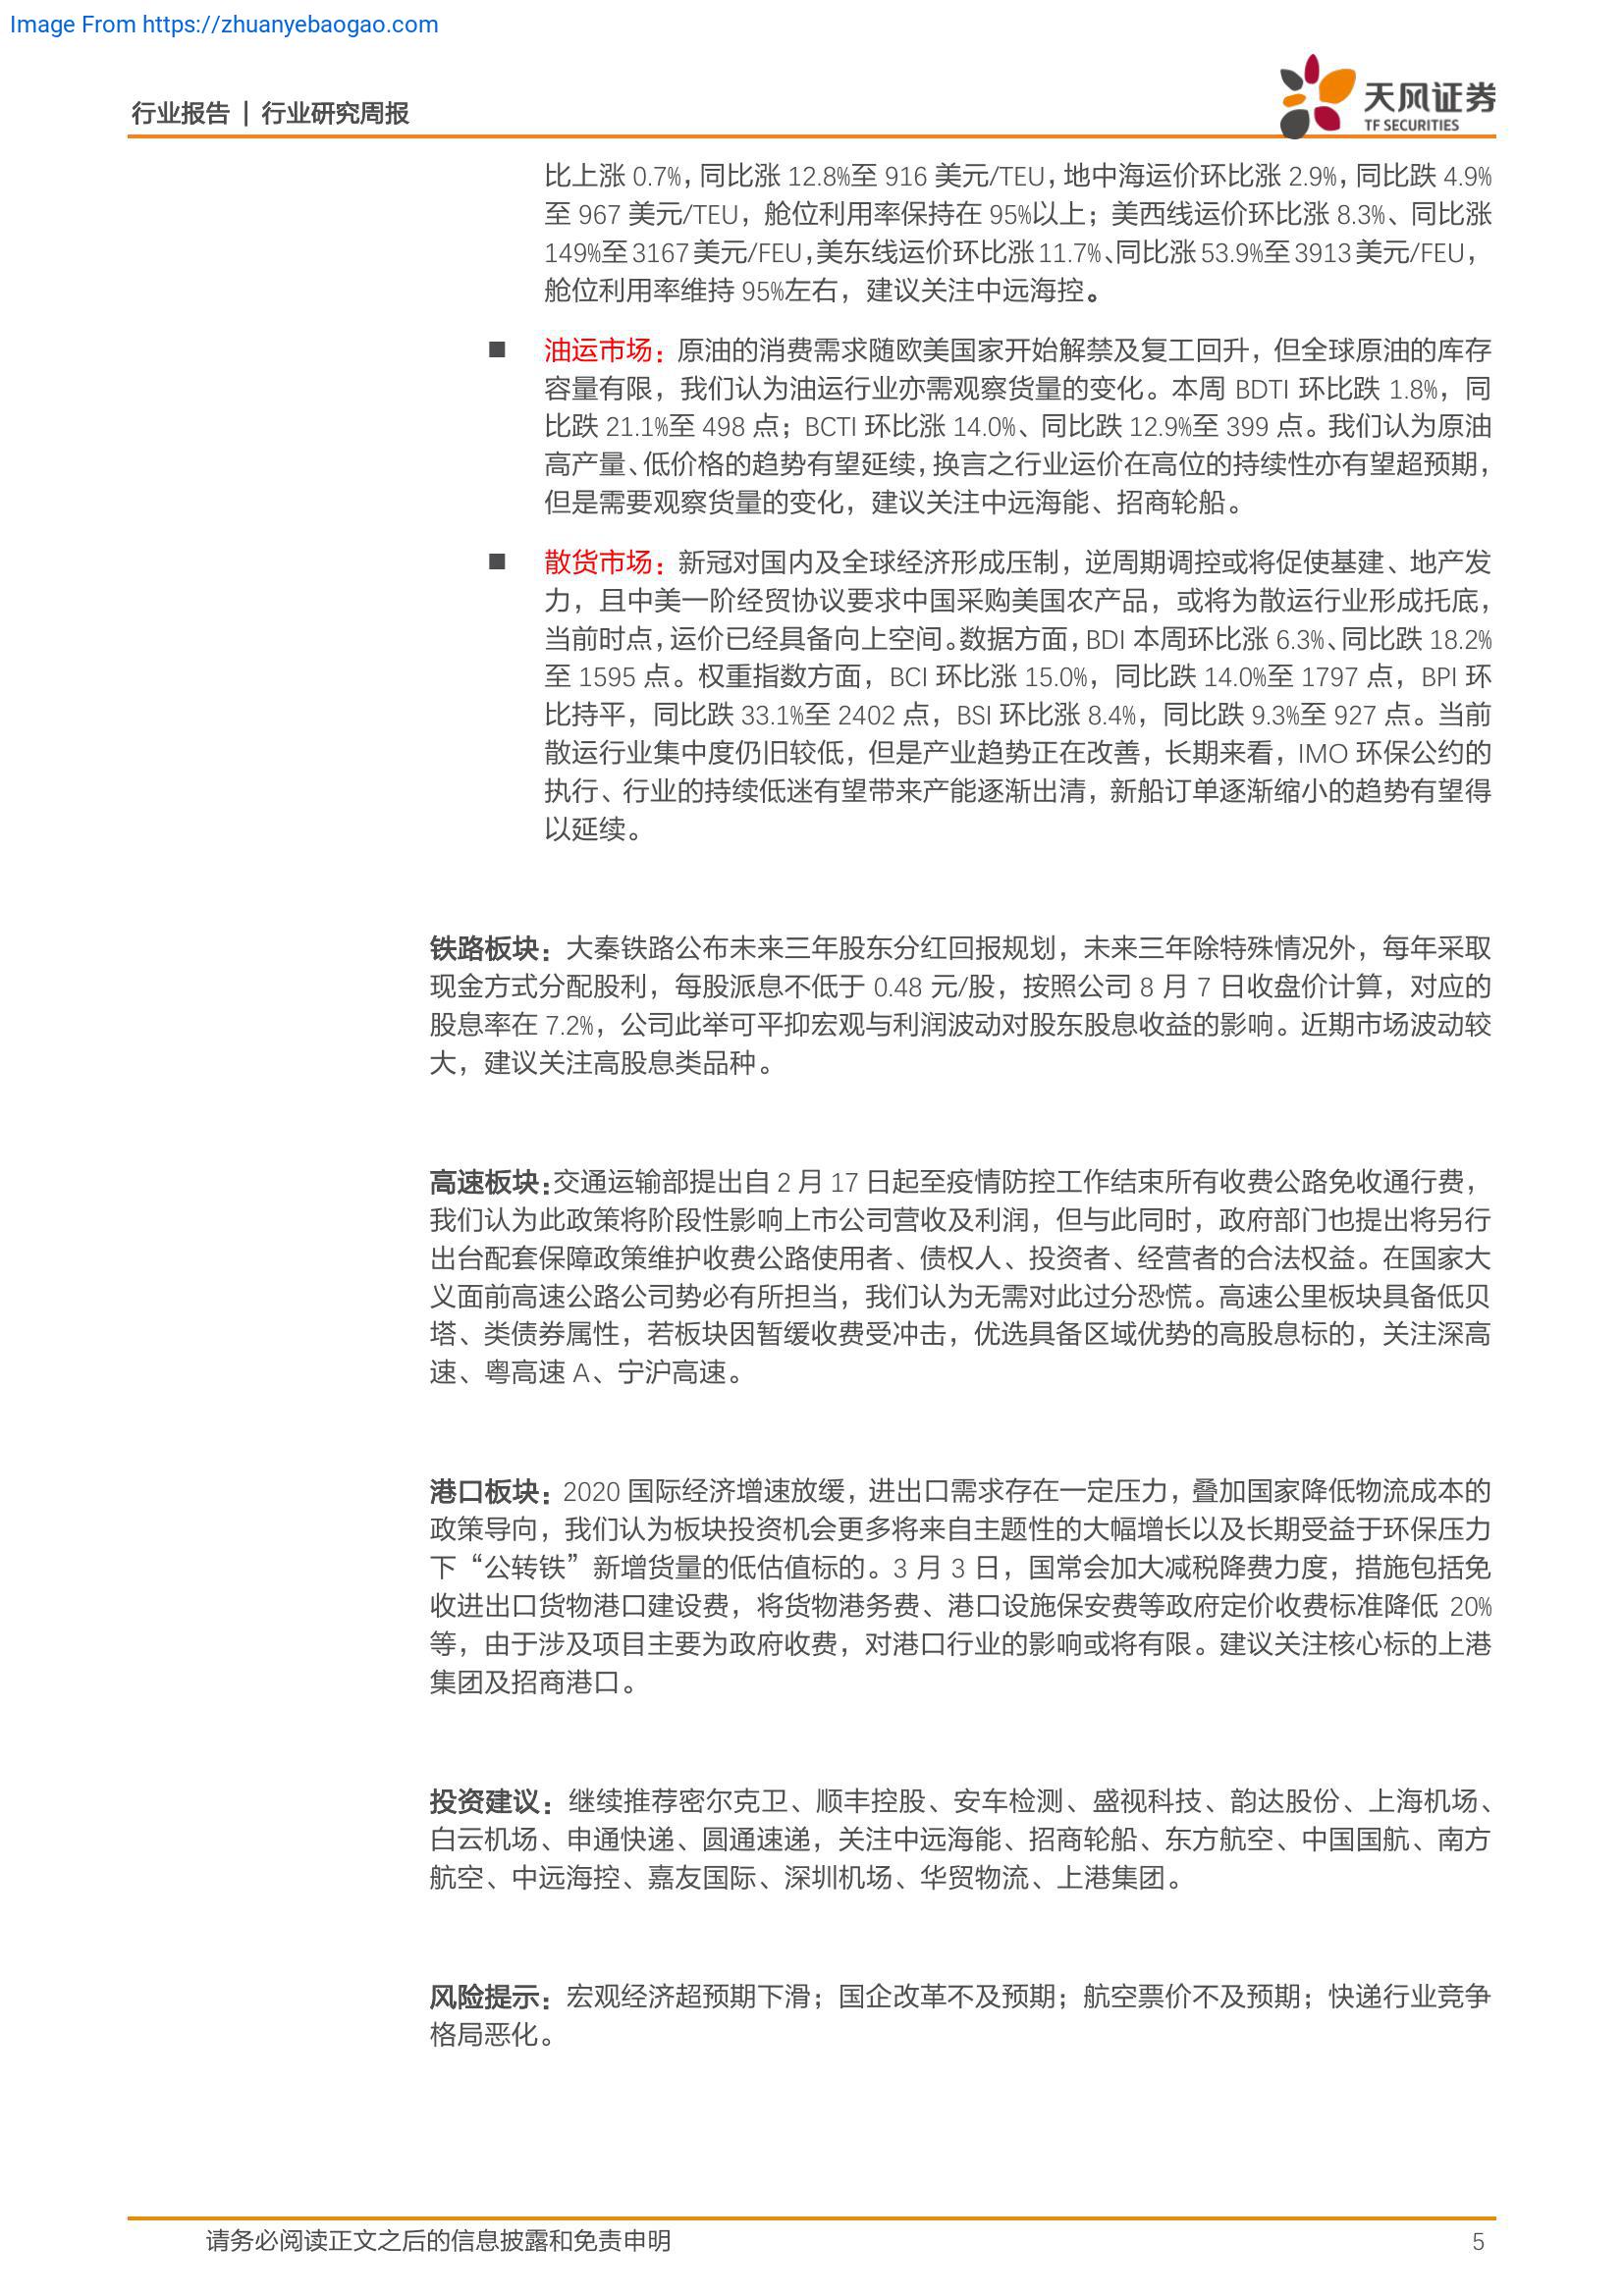 Image From https://zhuanyebaogao.com
行业报告 | 行业研究周报
天风证券
TF SECURITIES
比上涨 0.7%，同比涨 12.8%至 916 美元/TEU，地中海运价环比涨 2.9%，同比跌 4.9%
至 967 美元/TEU，舱位利用率保持在 95%以上；美西线运价环比涨 8.3%、同比涨
149%至 3167 美元/FEU，美东线运价环比涨 11.7%、同比涨 53.9%至 3913 美元/FEU，
舱位利用率维持 95%左右，建议关注中远海控。
■ 油运市场：原油的消费需求随欧美国家开始解禁及复工回升，但全球原油的库存
容量有限，我们认为油运行业亦需观察货量的变化。本周 BDTI 环比跌 1.8%，同
比跌 21.1%至 498 点；BCTI 环比涨 14.0%、同比跌 12.9%至 399 点。我们认为原油
高产量、低价格的趋势有望延续，换言之行业运价在高位的持续性亦有望超预期，
但是需要观察货量的变化，建议关注中远海能、招商轮船。
■ 散货市场：新冠对国内及全球经济形成压制，逆周期调控或将促使基建、地产发
力，且中美一阶经贸协议要求中国采购美国农产品，或将为散运行业形成托底，
当前时点，运价已经具备向上空间。数据方面，BDI 本周环比涨 6.3%、同比跌 18.2%
至 1595 点。权重指数方面，BCI 环比涨 15.0%，同比跌 14.0%至 1797 点，BPI 环
比持平，同比跌 33.1%至 2402 点，BSI 环比涨 8.4%，同比跌 9.3%至 927 点。当前
散运行业集中度仍旧较低，但是产业趋势正在改善，长期来看，IMO 环保公约的
执行、行业的持续低迷有望带来产能逐渐出清，新船订单逐渐缩小的趋势有望得
以延续。
铁路板块：大秦铁路公布未来三年股东分红回报规划，未来三年除特殊情况外，每年采取
现金方式分配股利，每股派息不低于 0.48 元/股，按照公司 8 月 7 日收盘价计算，对应的
股息率在 7.2%，公司此举可平抑宏观与利润波动对股东股息收益的影响。近期市场波动较
大，建议关注高股息类品种。
高速板块：交通运输部提出自 2 月 17 日起至疫情防控工作结束所有收费公路免收通行费，
我们认为此政策将阶段性影响上市公司营收及利润，但与此同时，政府部门也提出将另行
出台配套保障政策维护收费公路使用者、债权人、投资者、经营者的合法权益。在国家大
义面前高速公路公司势必有所担当，我们认为无需对此过分恐慌。高速公里板块具备低贝
塔、类债券属性，若板块因暂缓收费受冲击，优选具备区域优势的高股息标的，关注深高
速、粤高速 A、宁沪高速。
港口板块：2020 国际经济增速放缓，进出口需求存在一定压力，叠加国家降低物流成本的
政策导向，我们认为板块投资机会更多将来自主题性的大幅增长以及长期受益于环保压力
下“公转铁”新增货量的低估值标的。3 月 3 日，国常会加大减税降费力度，措施包括免
收进出口货物港口建设费，将货物港务费、港口设施保安费等政府定价收费标准降低 20%
等，由于涉及项目主要为政府收费，对港口行业的影响或将有限。建议关注核心标的上港
集团及招商港口。
投资建议：继续推荐密尔克卫、顺丰控股、安车检测、盛视科技、韵达股份、上海机场、
白云机场、申通快递、圆通速递，关注中远海能、招商轮船、东方航空、中国国航、南方
航空、中远海控、嘉友国际、深圳机场、华贸物流、上港集团。
风险提示：宏观经济超预期下滑；国企改革不及预期；航空票价不及预期；快递行业竞争
格局恶化。
请务必阅读正文之后的信息披露和免责申明
5